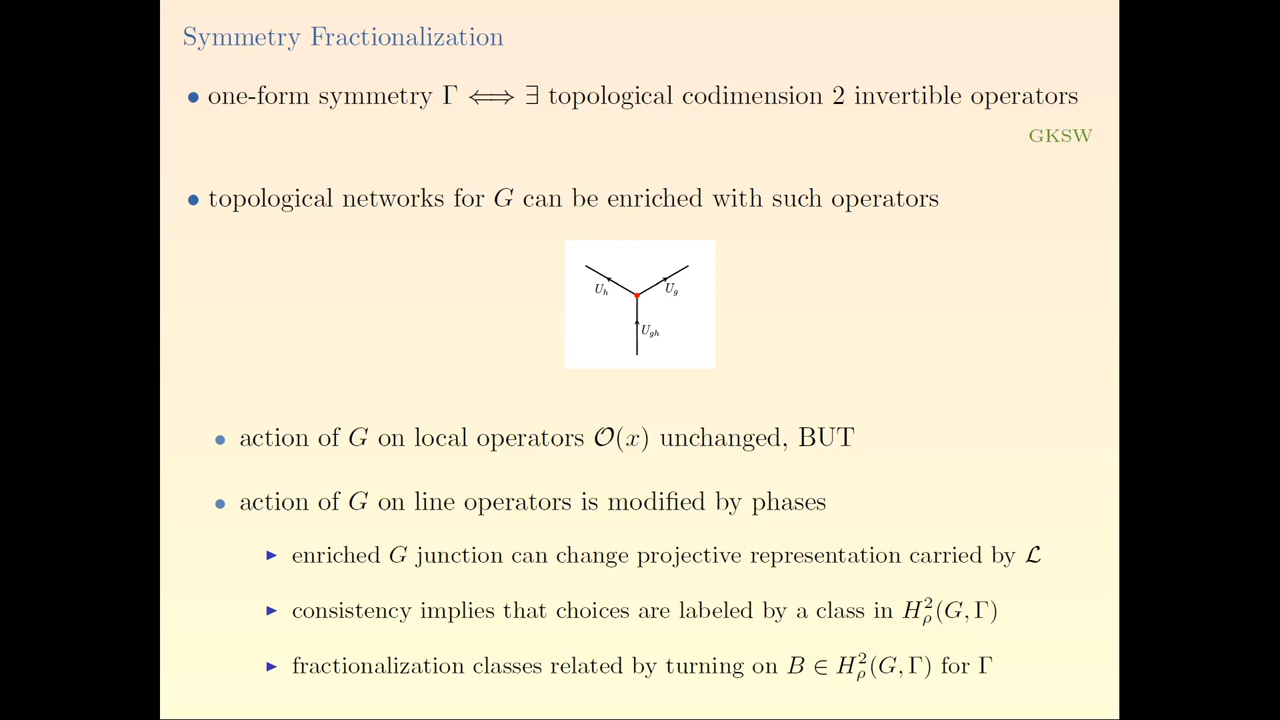 Symmetry Fractionalization
• one-form symmetry Γ ⟺ ∃ topological codimension 2 invertible operators
GKSW
• topological networks for G can be enriched with such operators
U_h U_g
U_gh
• action of G on local operators 𝒪(x) unchanged, BUT
• action of G on line operators is modified by phases
▶ enriched G junction can change projective representation carried by ℒ
▶ consistency implies that choices are labeled by a class in H²_ρ(G, Γ)
▶ fractionalization classes related by turning on B ∈ H²_ρ(G, Γ) for Γ